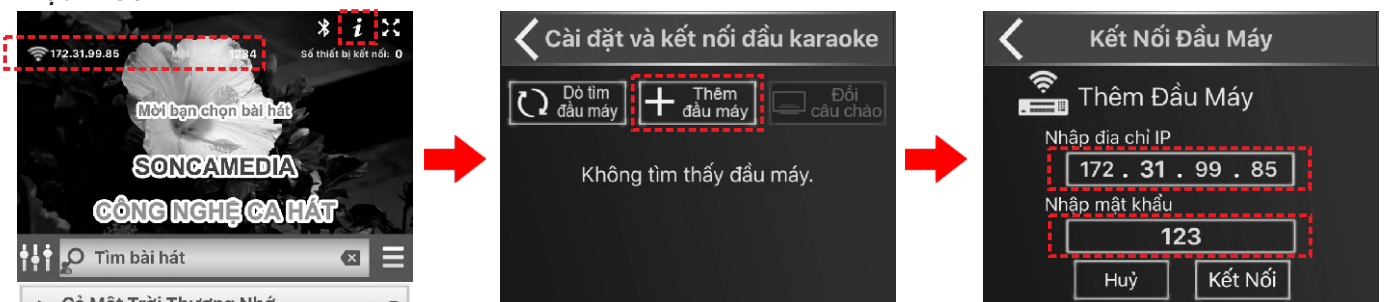 172.31.99.85
1234
Số thiết bị kết nối: 0
Mời bạn chọn bài hát
SONCAMEDIA
CÔNG NGHỆ CA HÁT
Tìm bài hát
Cài đặt và kết nối đầu karaoke
Dò tìm
đầu máy
Thêm
đầu máy
Đổi
câu chào
Không tìm thấy đầu máy.
Kết Nối Đầu Máy
Thêm Đầu Máy
Nhập địa chỉ IP
172 . 31 . 99 . 85
Nhập mật khẩu
123
Huỷ
Kết Nối